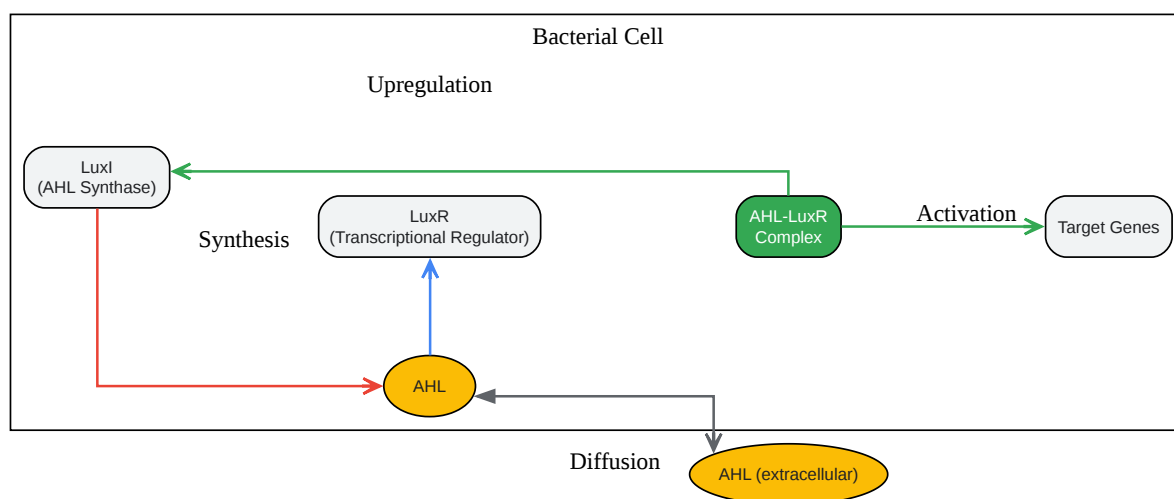 Bacterial Cell
Upregulation
LuxI
(AHL Synthase)
LuxR
(Transcriptional Regulator)
AHL-LuxR
Complex
Activation
Target Genes
Synthesis
AHL
Diffusion
AHL (extracellular)